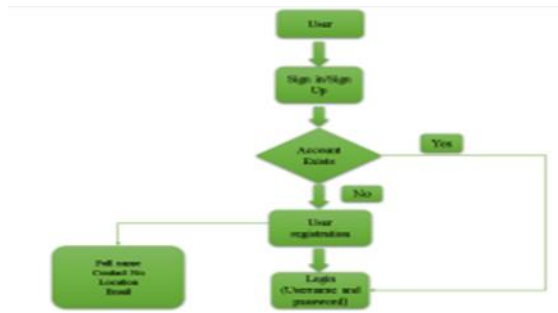 User
Sign in/Sign
Up
Account
Exists
Yes
No
User
registration
Full name
Contact No
Location
Email
Login
(Username and
password)